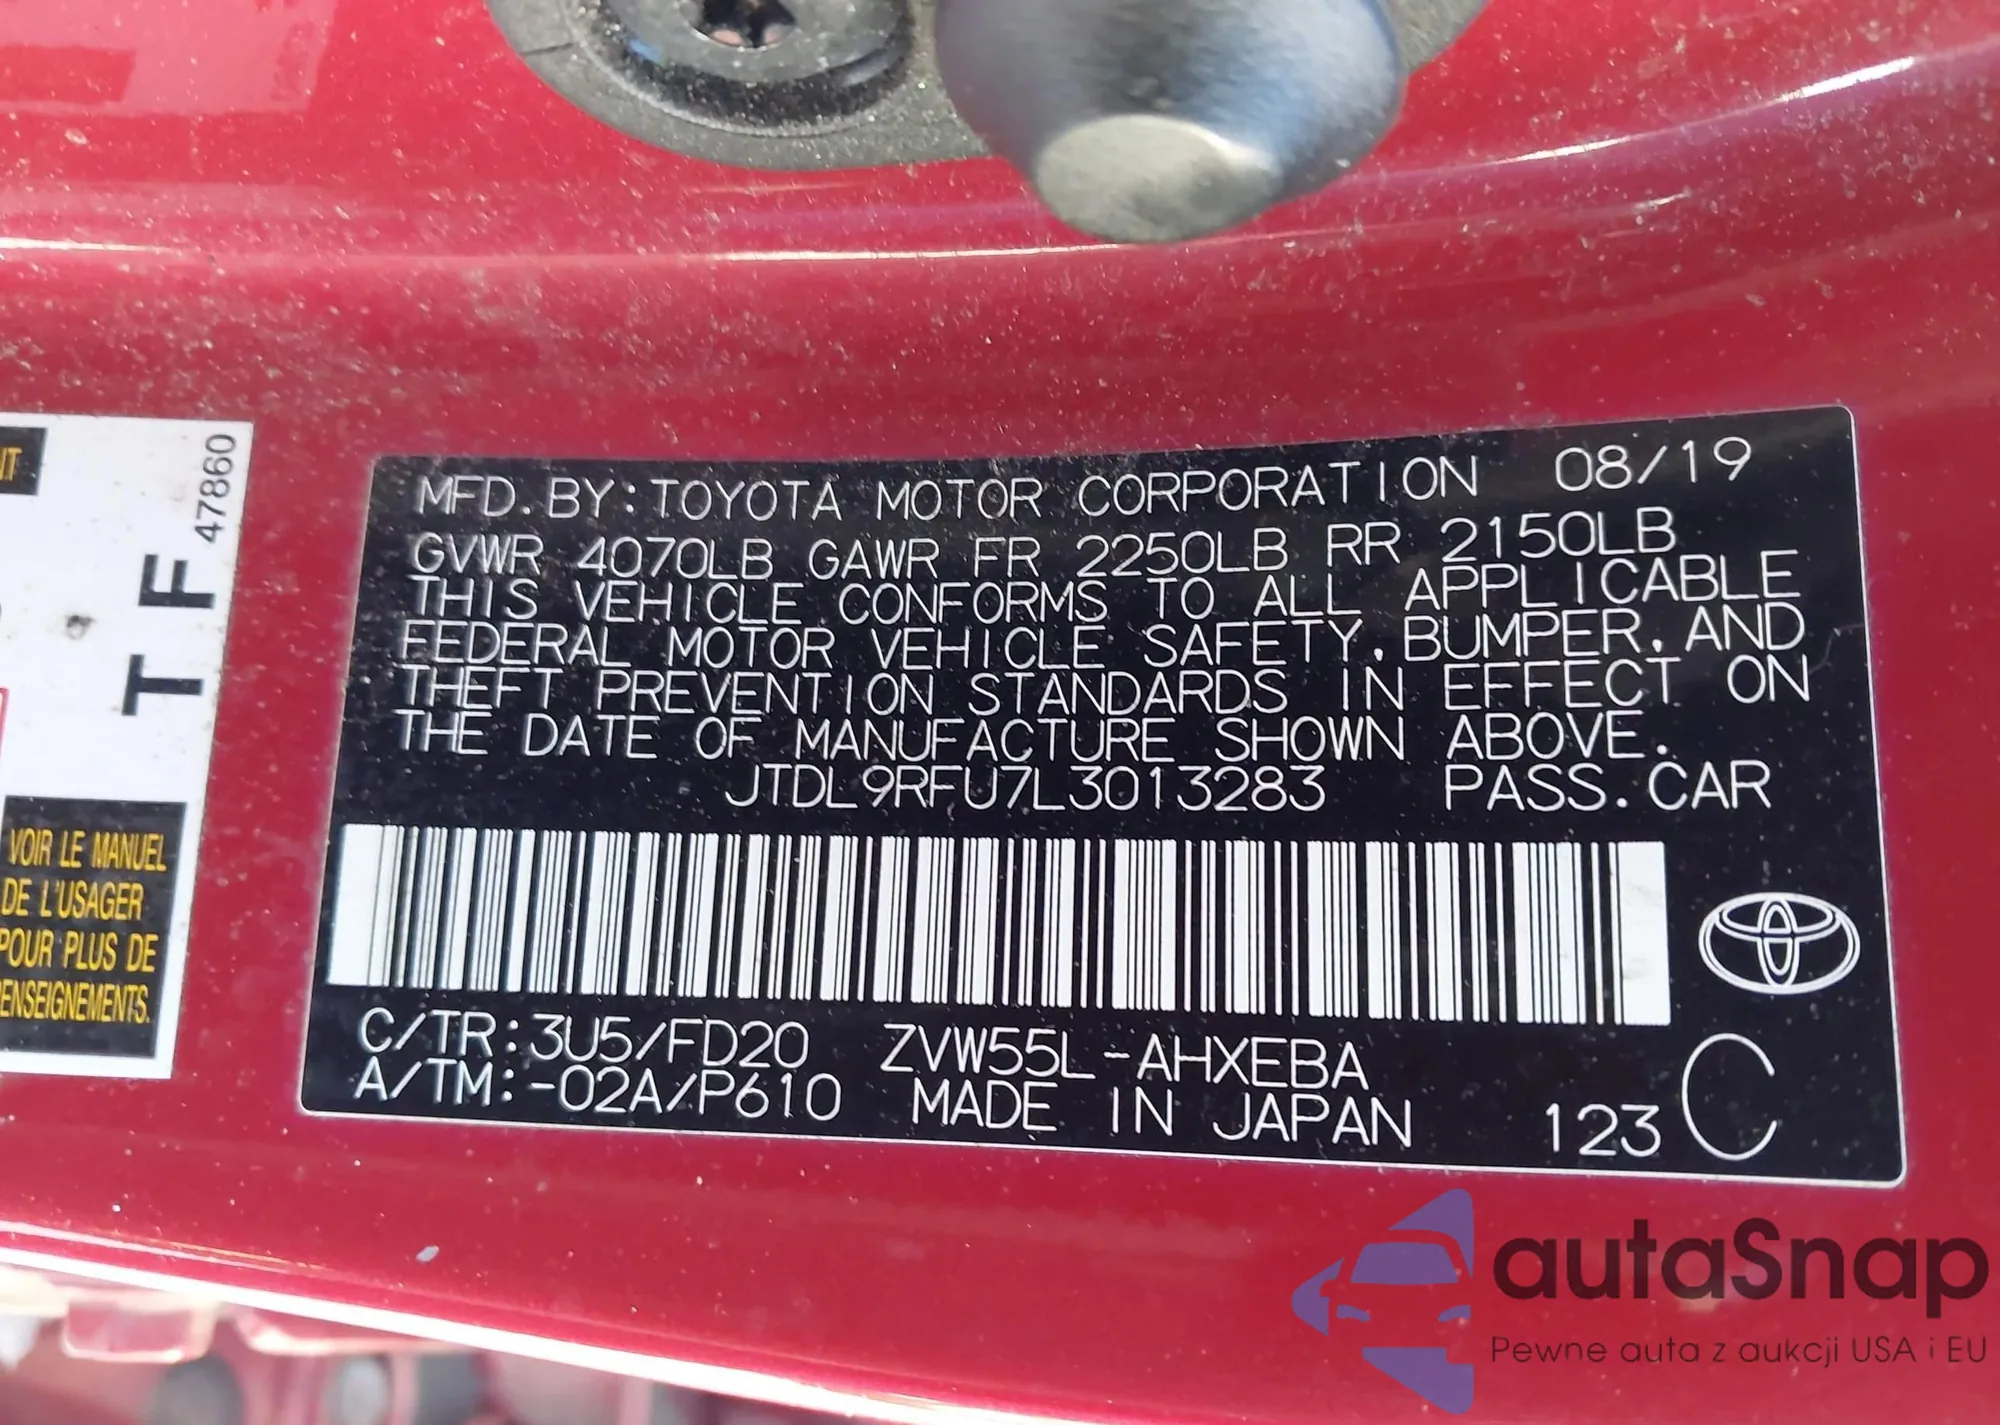 NT
47860
T F
VOIR LE MANUEL
DE L'USAGER
POUR PLUS DE
RENSEIGNEMENTS.
MFD. BY: TOYOTA MOTOR CORPORATION 08/19
GVWR 4070LB GAWR FR 2250LB RR 2150LB
THIS VEHICLE CONFORMS TO ALL APPLICABLE
FEDERAL MOTOR VEHICLE SAFETY, BUMPER, AND
THEFT PREVENTION STANDARDS IN EFFECT ON
THE DATE OF MANUFACTURE SHOWN ABOVE.
JTDL9RFU7L3013283 PASS. CAR
C/TR: 3U5/FD20 ZVW55L-AHXEBA
A/TM: -02A/P610 MADE IN JAPAN 123 C
autaSnap
Pewne auta z aukcji USA i EU